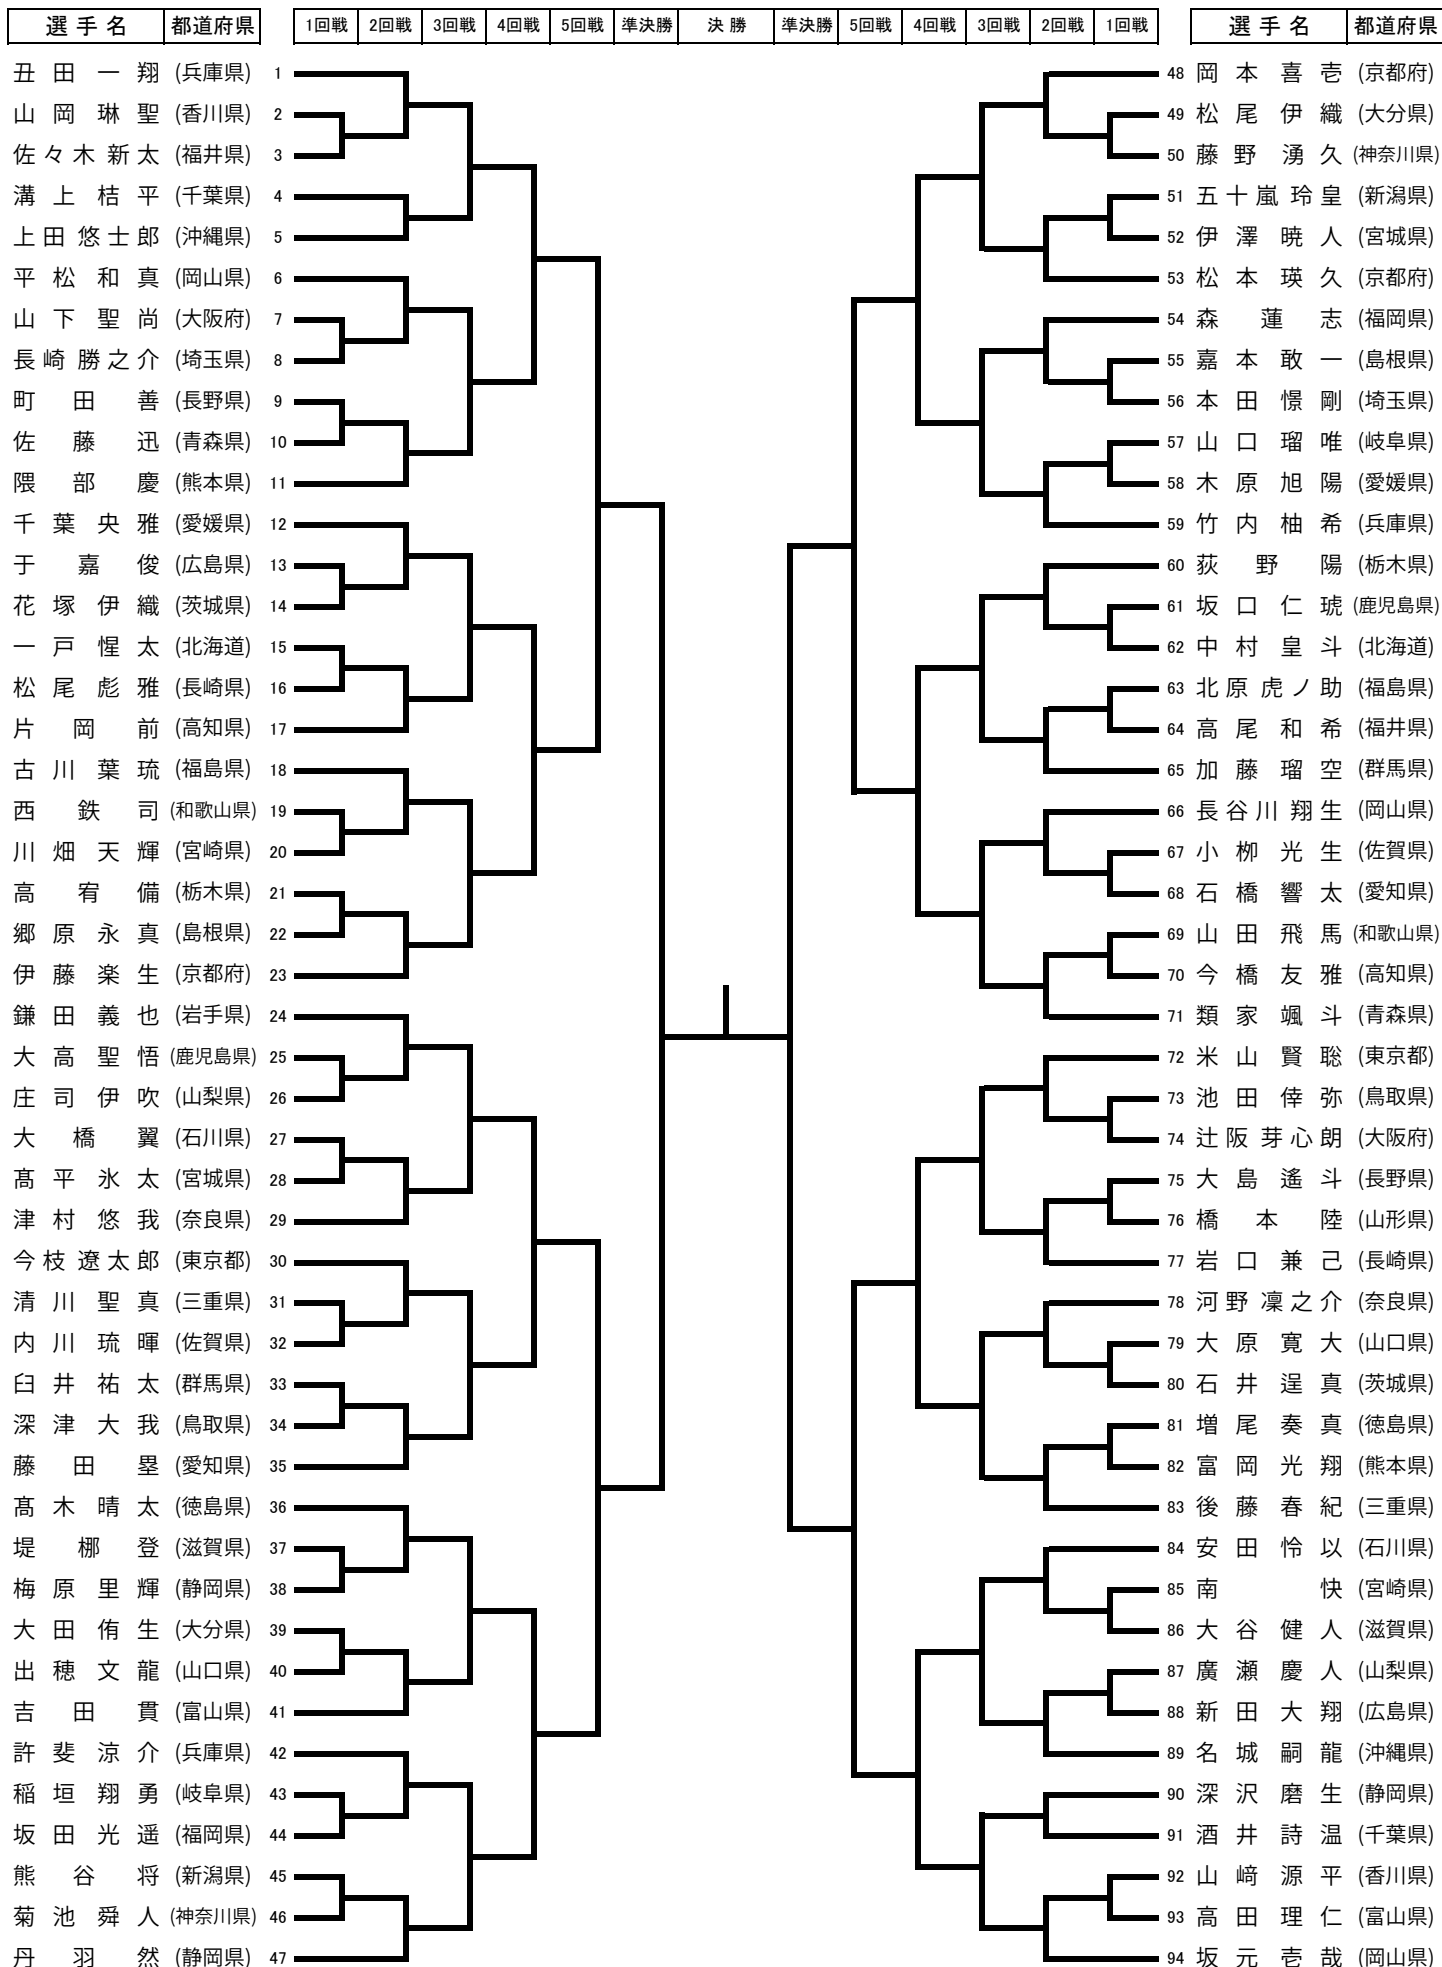 選手名 都道府県 1回戦 2回戦 3回戦 4回戦 5回戦 準決勝 決勝 準決勝 5回戦 4回戦 3回戦 2回戦 1回戦 選手名 都道府県
丑田一翔 (兵庫県) 1
山岡琳聖 (香川県) 2
佐々木新太 (福井県) 3
溝上桔平 (千葉県) 4
上田悠士郎 (沖縄県) 5
平松和真 (岡山県) 6
山下聖尚 (大阪府) 7
長崎勝之介 (埼玉県) 8
町田善 (長野県) 9
佐藤迅 (青森県) 10
隈部慶 (熊本県) 11
千葉央雅 (愛媛県) 12
于嘉俊 (広島県) 13
花塚伊織 (茨城県) 14
一戸惺太 (北海道) 15
松尾彪雅 (長崎県) 16
片岡前 (高知県) 17
古川葉琉 (福島県) 18
西鉄司 (和歌山県) 19
川畑天輝 (宮崎県) 20
高宥備 (栃木県) 21
郷原永真 (島根県) 22
伊藤楽生 (京都府) 23
鎌田義也 (岩手県) 24
大高聖悟 (鹿児島県) 25
庄司伊吹 (山梨県) 26
大橋翼 (石川県) 27
髙平氷太 (宮城県) 28
津村悠我 (奈良県) 29
今枝遼太郎 (東京都) 30
清川聖真 (三重県) 31
内川琉暉 (佐賀県) 32
臼井祐太 (群馬県) 33
深津大我 (鳥取県) 34
藤田塁 (愛知県) 35
髙木晴太 (徳島県) 36
堤梛登 (滋賀県) 37
梅原里輝 (静岡県) 38
大田侑生 (大分県) 39
出穂文龍 (山口県) 40
吉田貫 (富山県) 41
許斐涼介 (兵庫県) 42
稲垣翔勇 (岐阜県) 43
坂田光遥 (福岡県) 44
熊谷将 (新潟県) 45
菊池舜人 (神奈川県) 46
丹羽然 (静岡県) 47
48 岡本喜壱 (京都府)
49 松尾伊織 (大分県)
50 藤野湧久 (神奈川県)
51 五十嵐玲皇 (新潟県)
52 伊澤暁人 (宮城県)
53 松本瑛久 (京都府)
54 森蓮志 (福岡県)
55 嘉本敢一 (島根県)
56 本田憬剛 (埼玉県)
57 山口瑠唯 (岐阜県)
58 木原旭陽 (愛媛県)
59 竹内柚希 (兵庫県)
60 荻野陽 (栃木県)
61 坂口仁琥 (鹿児島県)
62 中村皇斗 (北海道)
63 北原虎ノ助 (福島県)
64 高尾和希 (福井県)
65 加藤瑠空 (群馬県)
66 長谷川翔生 (岡山県)
67 小栁光生 (佐賀県)
68 石橋響太 (愛知県)
69 山田飛馬 (和歌山県)
70 今橋友雅 (高知県)
71 類家颯斗 (青森県)
72 米山賢聡 (東京都)
73 池田倖弥 (鳥取県)
74 辻阪芽心朗 (大阪府)
75 大島遙斗 (長野県)
76 橋本陸 (山形県)
77 岩口兼己 (長崎県)
78 河野凜之介 (奈良県)
79 大原寛大 (山口県)
80 石井逞真 (茨城県)
81 増尾奏真 (徳島県)
82 富岡光翔 (熊本県)
83 後藤春紀 (三重県)
84 安田怜以 (石川県)
85 南快 (宮崎県)
86 大谷健人 (滋賀県)
87 廣瀬慶人 (山梨県)
88 新田大翔 (広島県)
89 名城嗣龍 (沖縄県)
90 深沢磨生 (静岡県)
91 酒井詩温 (千葉県)
92 山﨑源平 (香川県)
93 高田理仁 (富山県)
94 坂元壱哉 (岡山県)